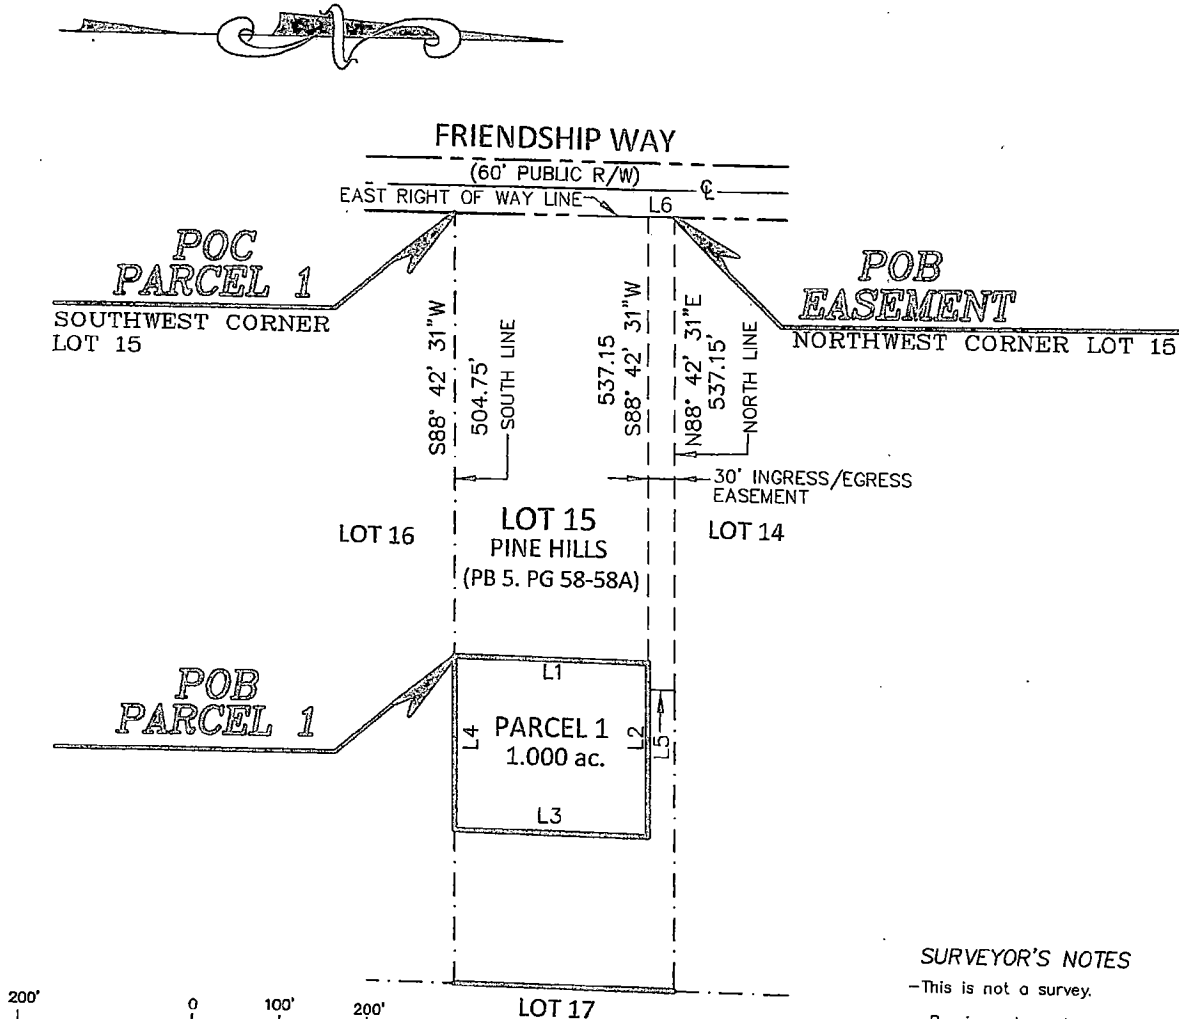 FRIENDSHIP WAY
(60' PUBLIC R/W)
EAST RIGHT OF WAY LINE
L6
POC
PARCEL 1
SOUTHWEST CORNER
LOT 15
POB
EASEMENT
NORTHWEST CORNER LOT 15
S88° 42' 31"W
504.75'
SOUTH LINE
537.15
S88° 42' 31"W
N88° 42' 31"E
537.15'
NORTH LINE
30' INGRESS/EGRESS
EASEMENT
LOT 16
LOT 15
PINE HILLS
(PB 5. PG 58-58A)
LOT 14
POB
PARCEL 1
L1
L4
PARCEL 1
1.000 ac.
L2
L5
L3
SURVEYOR'S NOTES
-This is not a survey.
200' 0 100' 200'
LOT 17